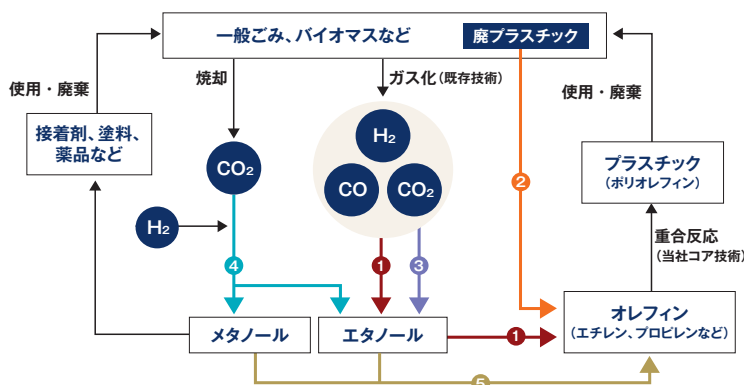 一般ごみ、バイオマスなど
廃プラスチック
焼却
ガス化(既存技術)
使用・廃棄
使用・廃棄
接着剤、塗料、
薬品など
H2
CO2
CO
CO2
プラスチック
(ポリオレフィン)
2
H2
重合反応
(当社コア技術)
4
1
3
メタノール
エタノール
1
オレフィン
(エチレン、プロピレンなど)
5